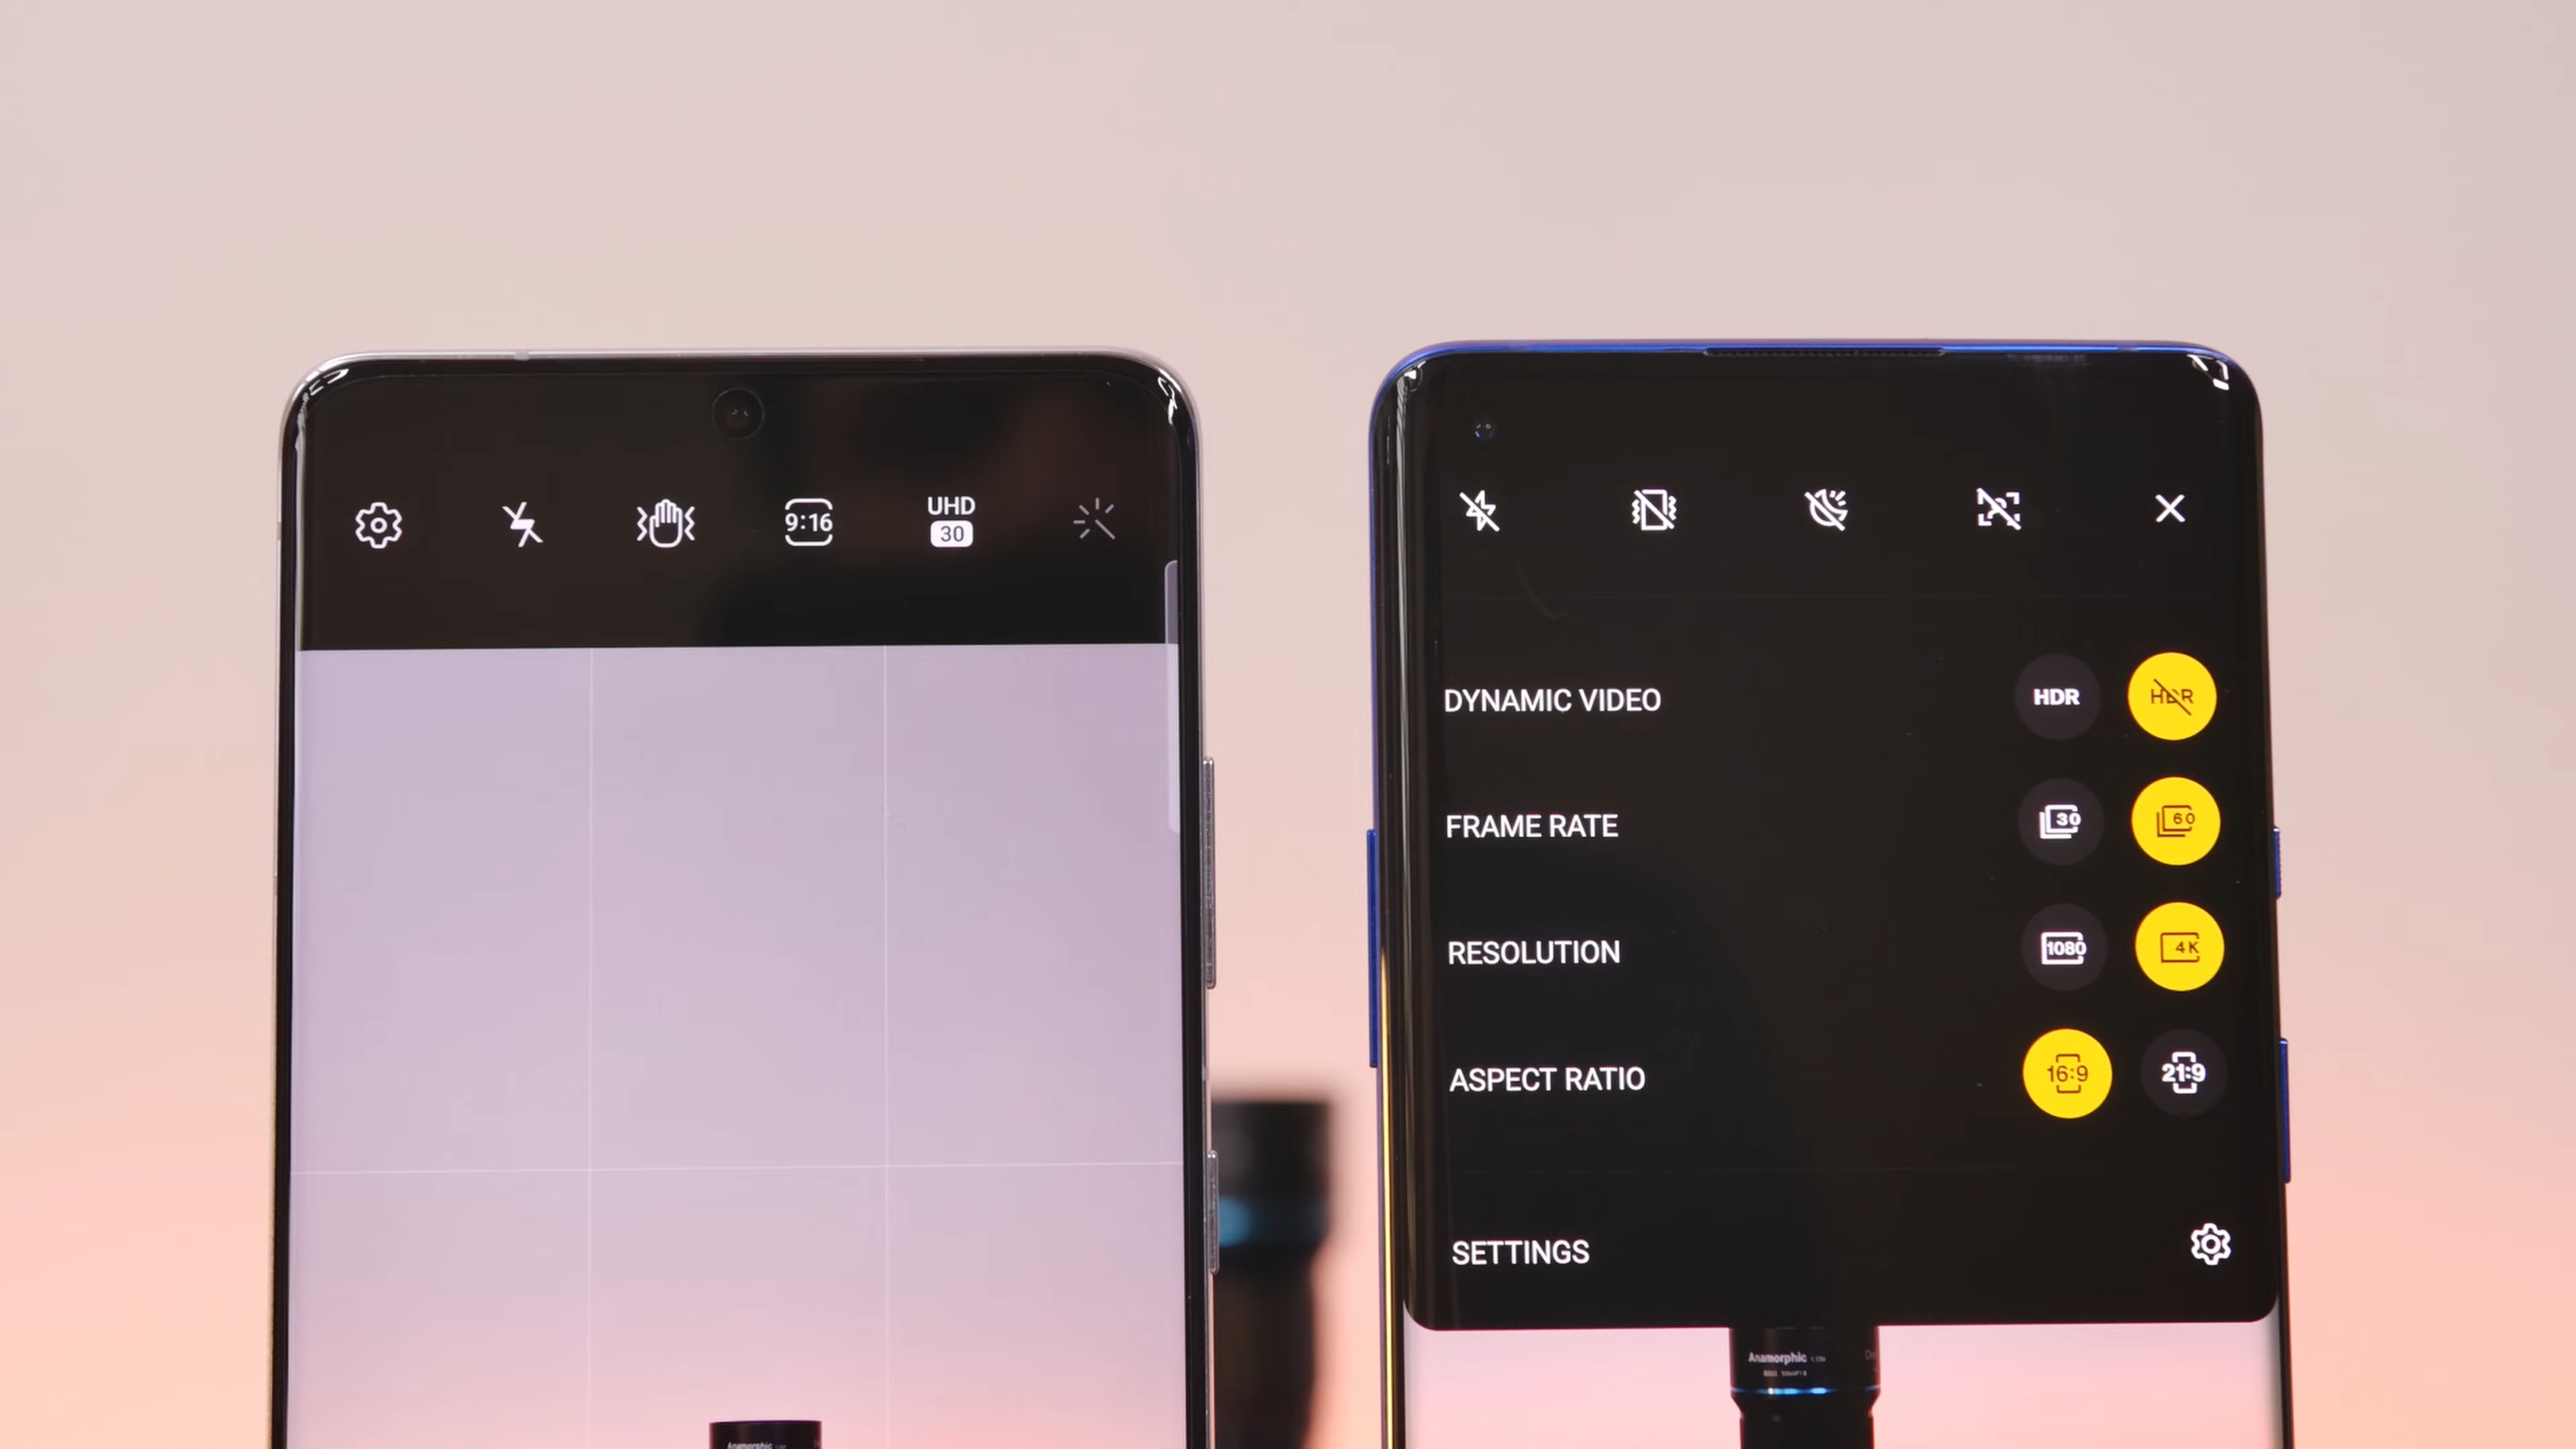 9:16
UHD
30
DYNAMIC VIDEO
HDR
HDR
FRAME RATE
30
60
RESOLUTION
1080
4K
ASPECT RATIO
16:9
21:9
SETTINGS
Anamorphic
Anamorphic